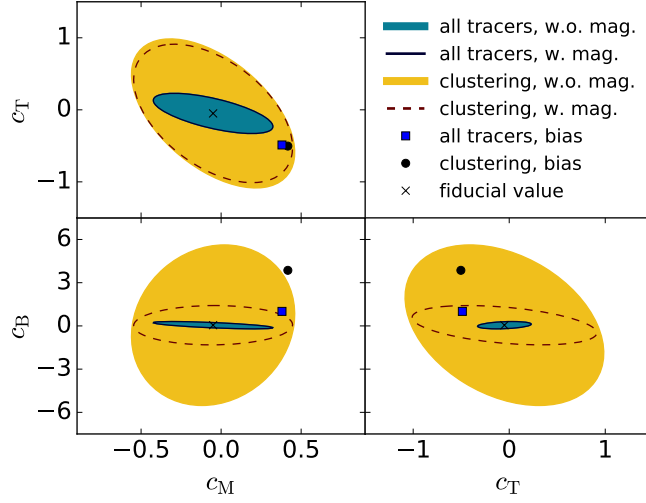 1
0
−1
c_T
all tracers, w.o. mag.
all tracers, w. mag.
clustering, w.o. mag.
clustering, w. mag.
all tracers, bias
clustering, bias
fiducial value
6
3
0
−3
−6
c_B
−0.5 0.0 0.5
c_M
−1 0 1
c_T